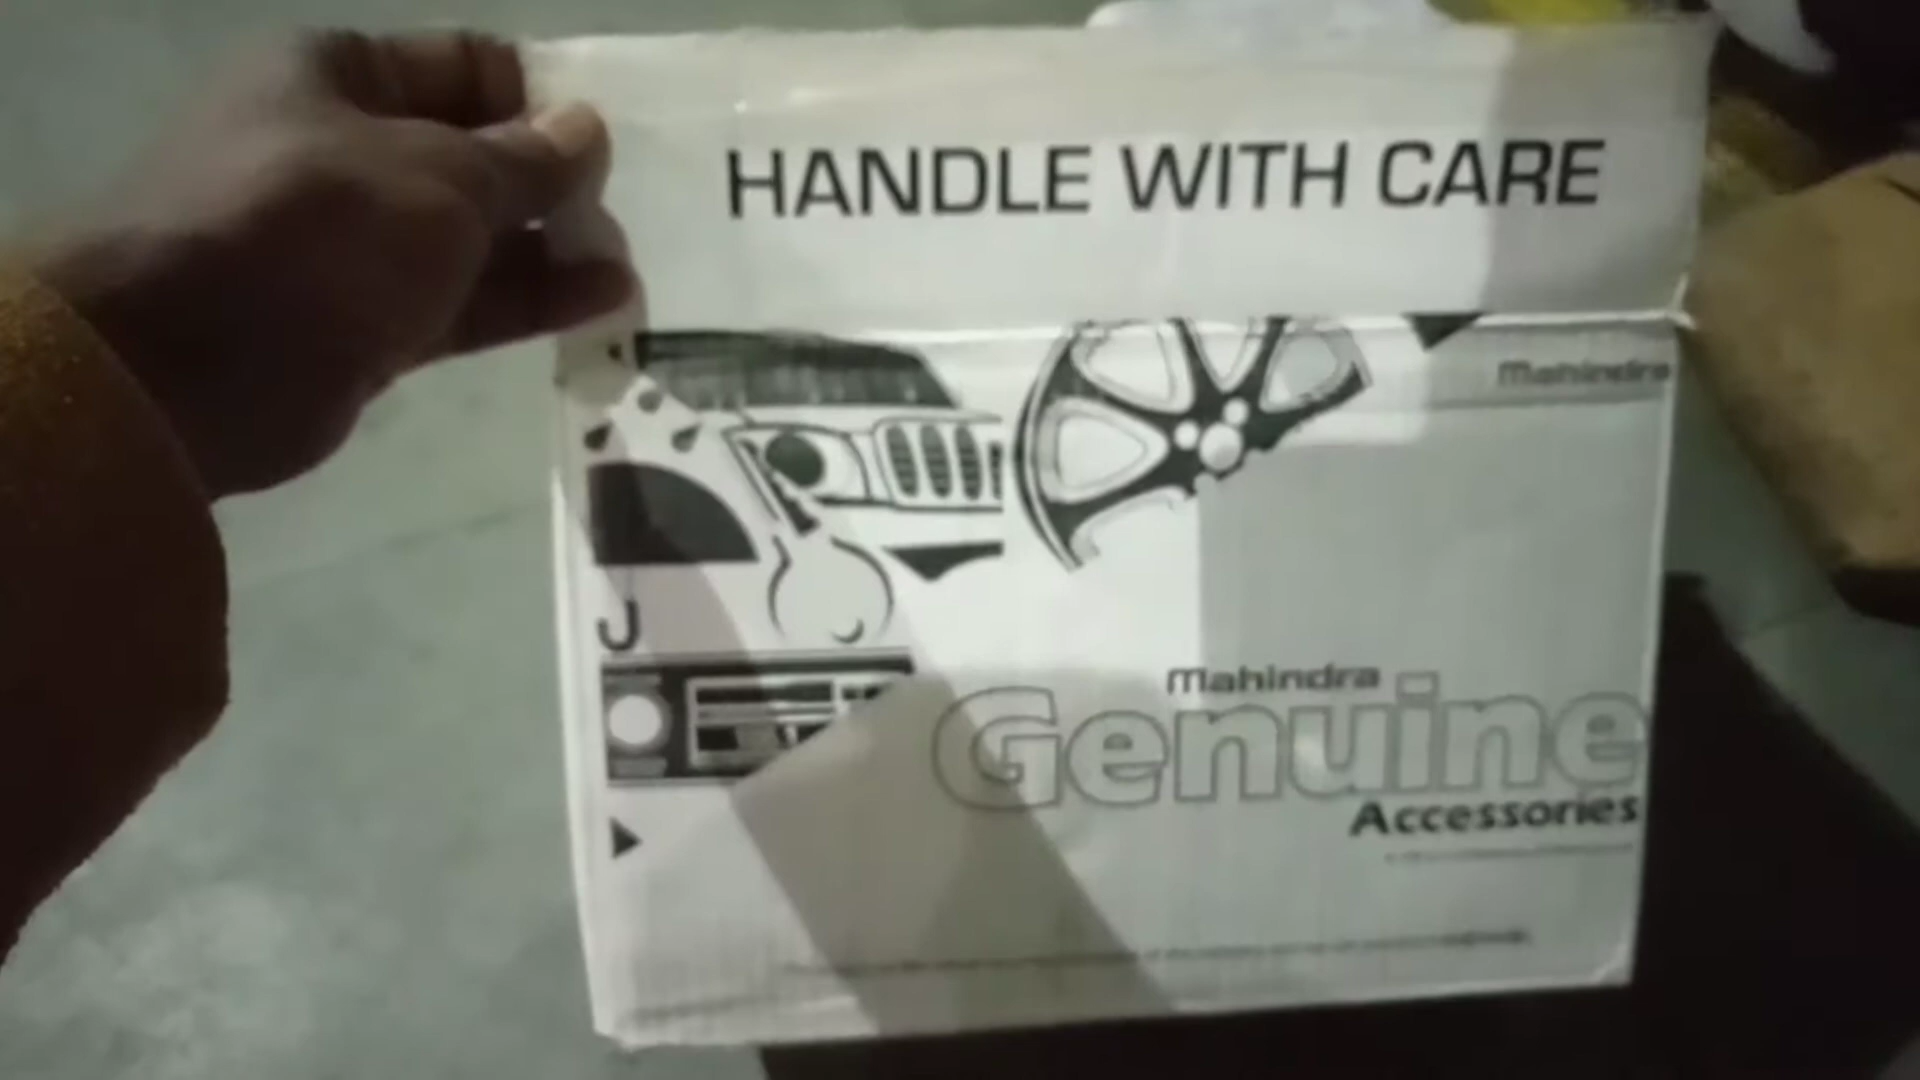 HANDLE WITH CARE
Mahindra
Mahindra
Genuine
Accessories